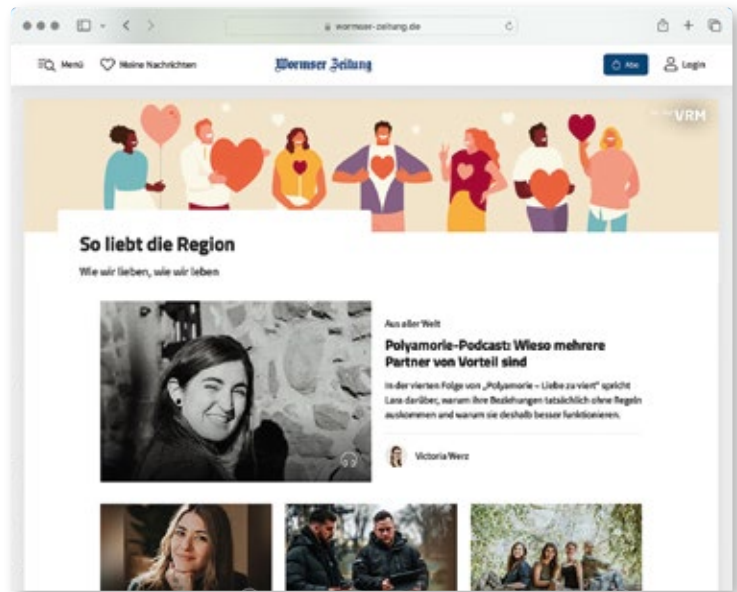 wormser-zeitung.de
Menü
Meine Nachrichten
Wormser Zeitung
Abo
Login
VRM
So liebt die Region
Wie wir lieben, wie wir leben
Aus aller Welt
Polyamorie-Podcast: Wieso mehrere
Partner von Vorteil sind
In der vierten Folge von „Polyamorie – Liebe zu viert" spricht
Lara darüber, warum ihre Beziehungen tatsächlich ohne Regeln
auskommen und warum sie deshalb besser funktionieren.
Victoria Werz